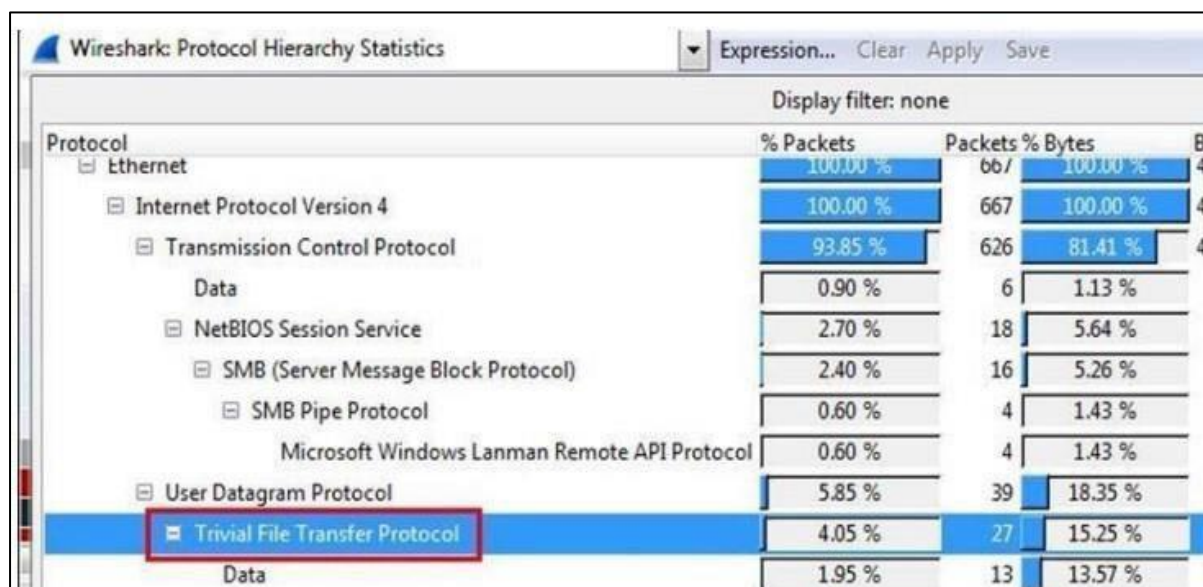 Wireshark: Protocol Hierarchy Statistics Expression... Clear Apply Save
Display filter: none
Protocol % Packets Packets % Bytes B
Ethernet 100.00 % 667 100.00 % 4
Internet Protocol Version 4 100.00 % 667 100.00 % 4
Transmission Control Protocol 93.85 % 626 81.41 % 4
Data 0.90 % 6 1.13 %
NetBIOS Session Service 2.70 % 18 5.64 %
SMB (Server Message Block Protocol) 2.40 % 16 5.26 %
SMB Pipe Protocol 0.60 % 4 1.43 %
Microsoft Windows Lanman Remote API Protocol 0.60 % 4 1.43 %
User Datagram Protocol 5.85 % 39 18.35 %
Trivial File Transfer Protocol 4.05 % 27 15.25 %
Data 1.95 % 13 13.57 %